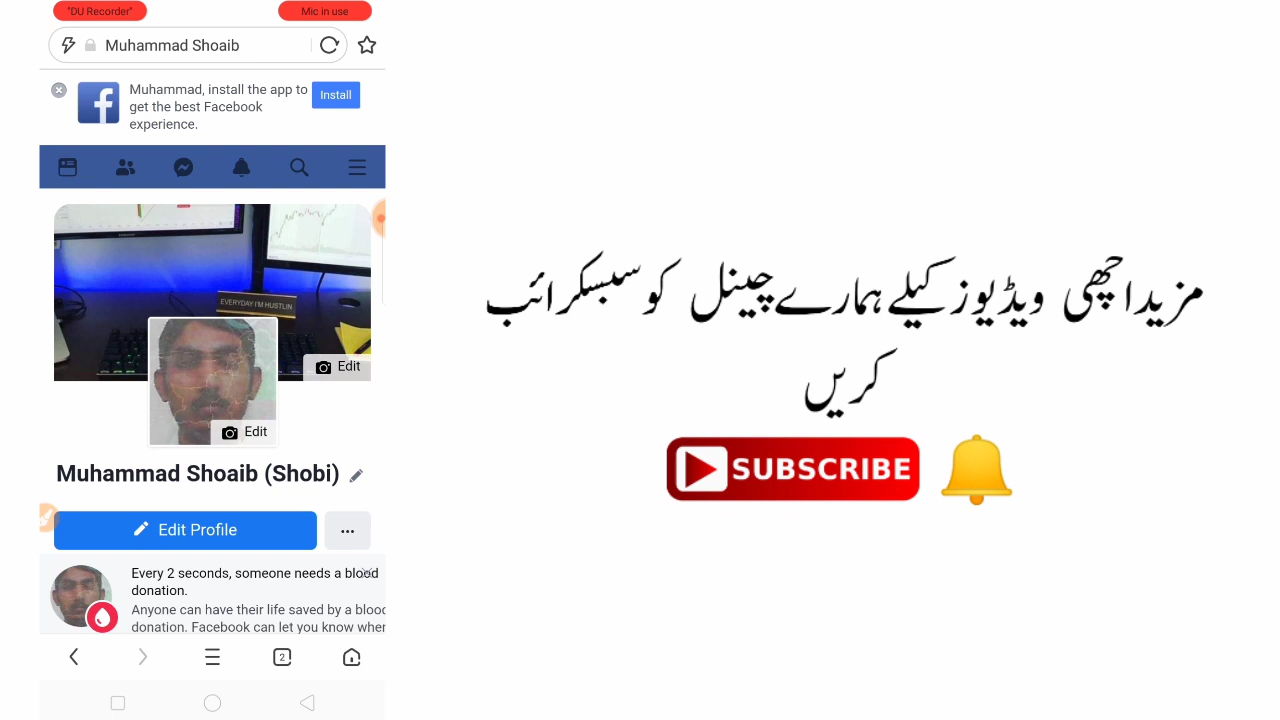 "DU Recorder"
Mic in use
Muhammad Shoaib
Muhammad, install the app to
get the best Facebook
experience.
Install
EVERYDAY I'M HUSTLIN
Edit
Edit
Muhammad Shoaib (Shobi)
Edit Profile
Every 2 seconds, someone needs a blood
donation.
Anyone can have their life saved by a blood
donation. Facebook can let you know when
2
مزید اچھی ویڈیوز کیلے ہمارے چینل کو سبسکرائب
کریں
SUBSCRIBE